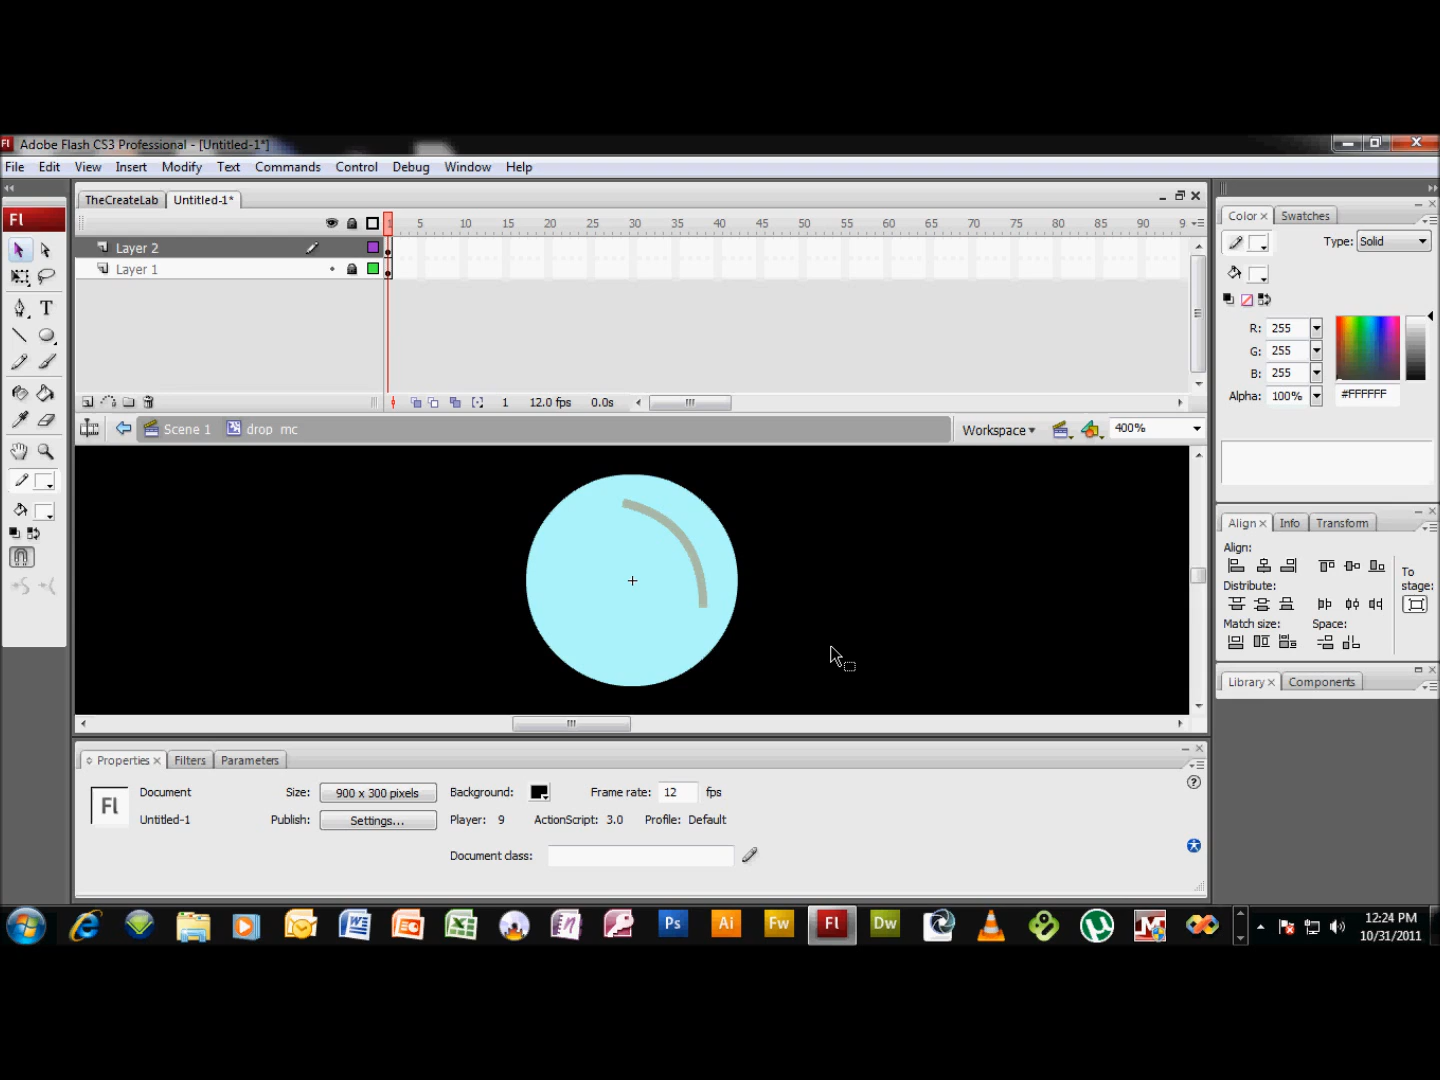 Fl Adobe Flash CS3 Professional - [Untitled-1*]
File Edit View Insert Modify Text Commands Control Debug Window Help
Fl
TheCreateLab Untitled-1*
1 5 10 15 20 25 30 35 40 45 50 55 60 65 70 75 80 85 90 9
Layer 2
Layer 1
1 12.0 fps 0.0s
Scene 1 drop mc Workspace 400%
Color Swatches
Type: Solid
R: 255
G: 255
B: 255
Alpha: 100% #FFFFFF
Align Info Transform
Align:
To stage:
Distribute:
Match size: Space:
Library Components
Properties Filters Parameters
Fl Document Size: 900 x 300 pixels Background: Frame rate: 12 fps
Untitled-1 Publish: Settings... Player: 9 ActionScript: 3.0 Profile: Default
Document class:
Ps Ai Fw Fl Dw
12:24 PM
10/31/2011